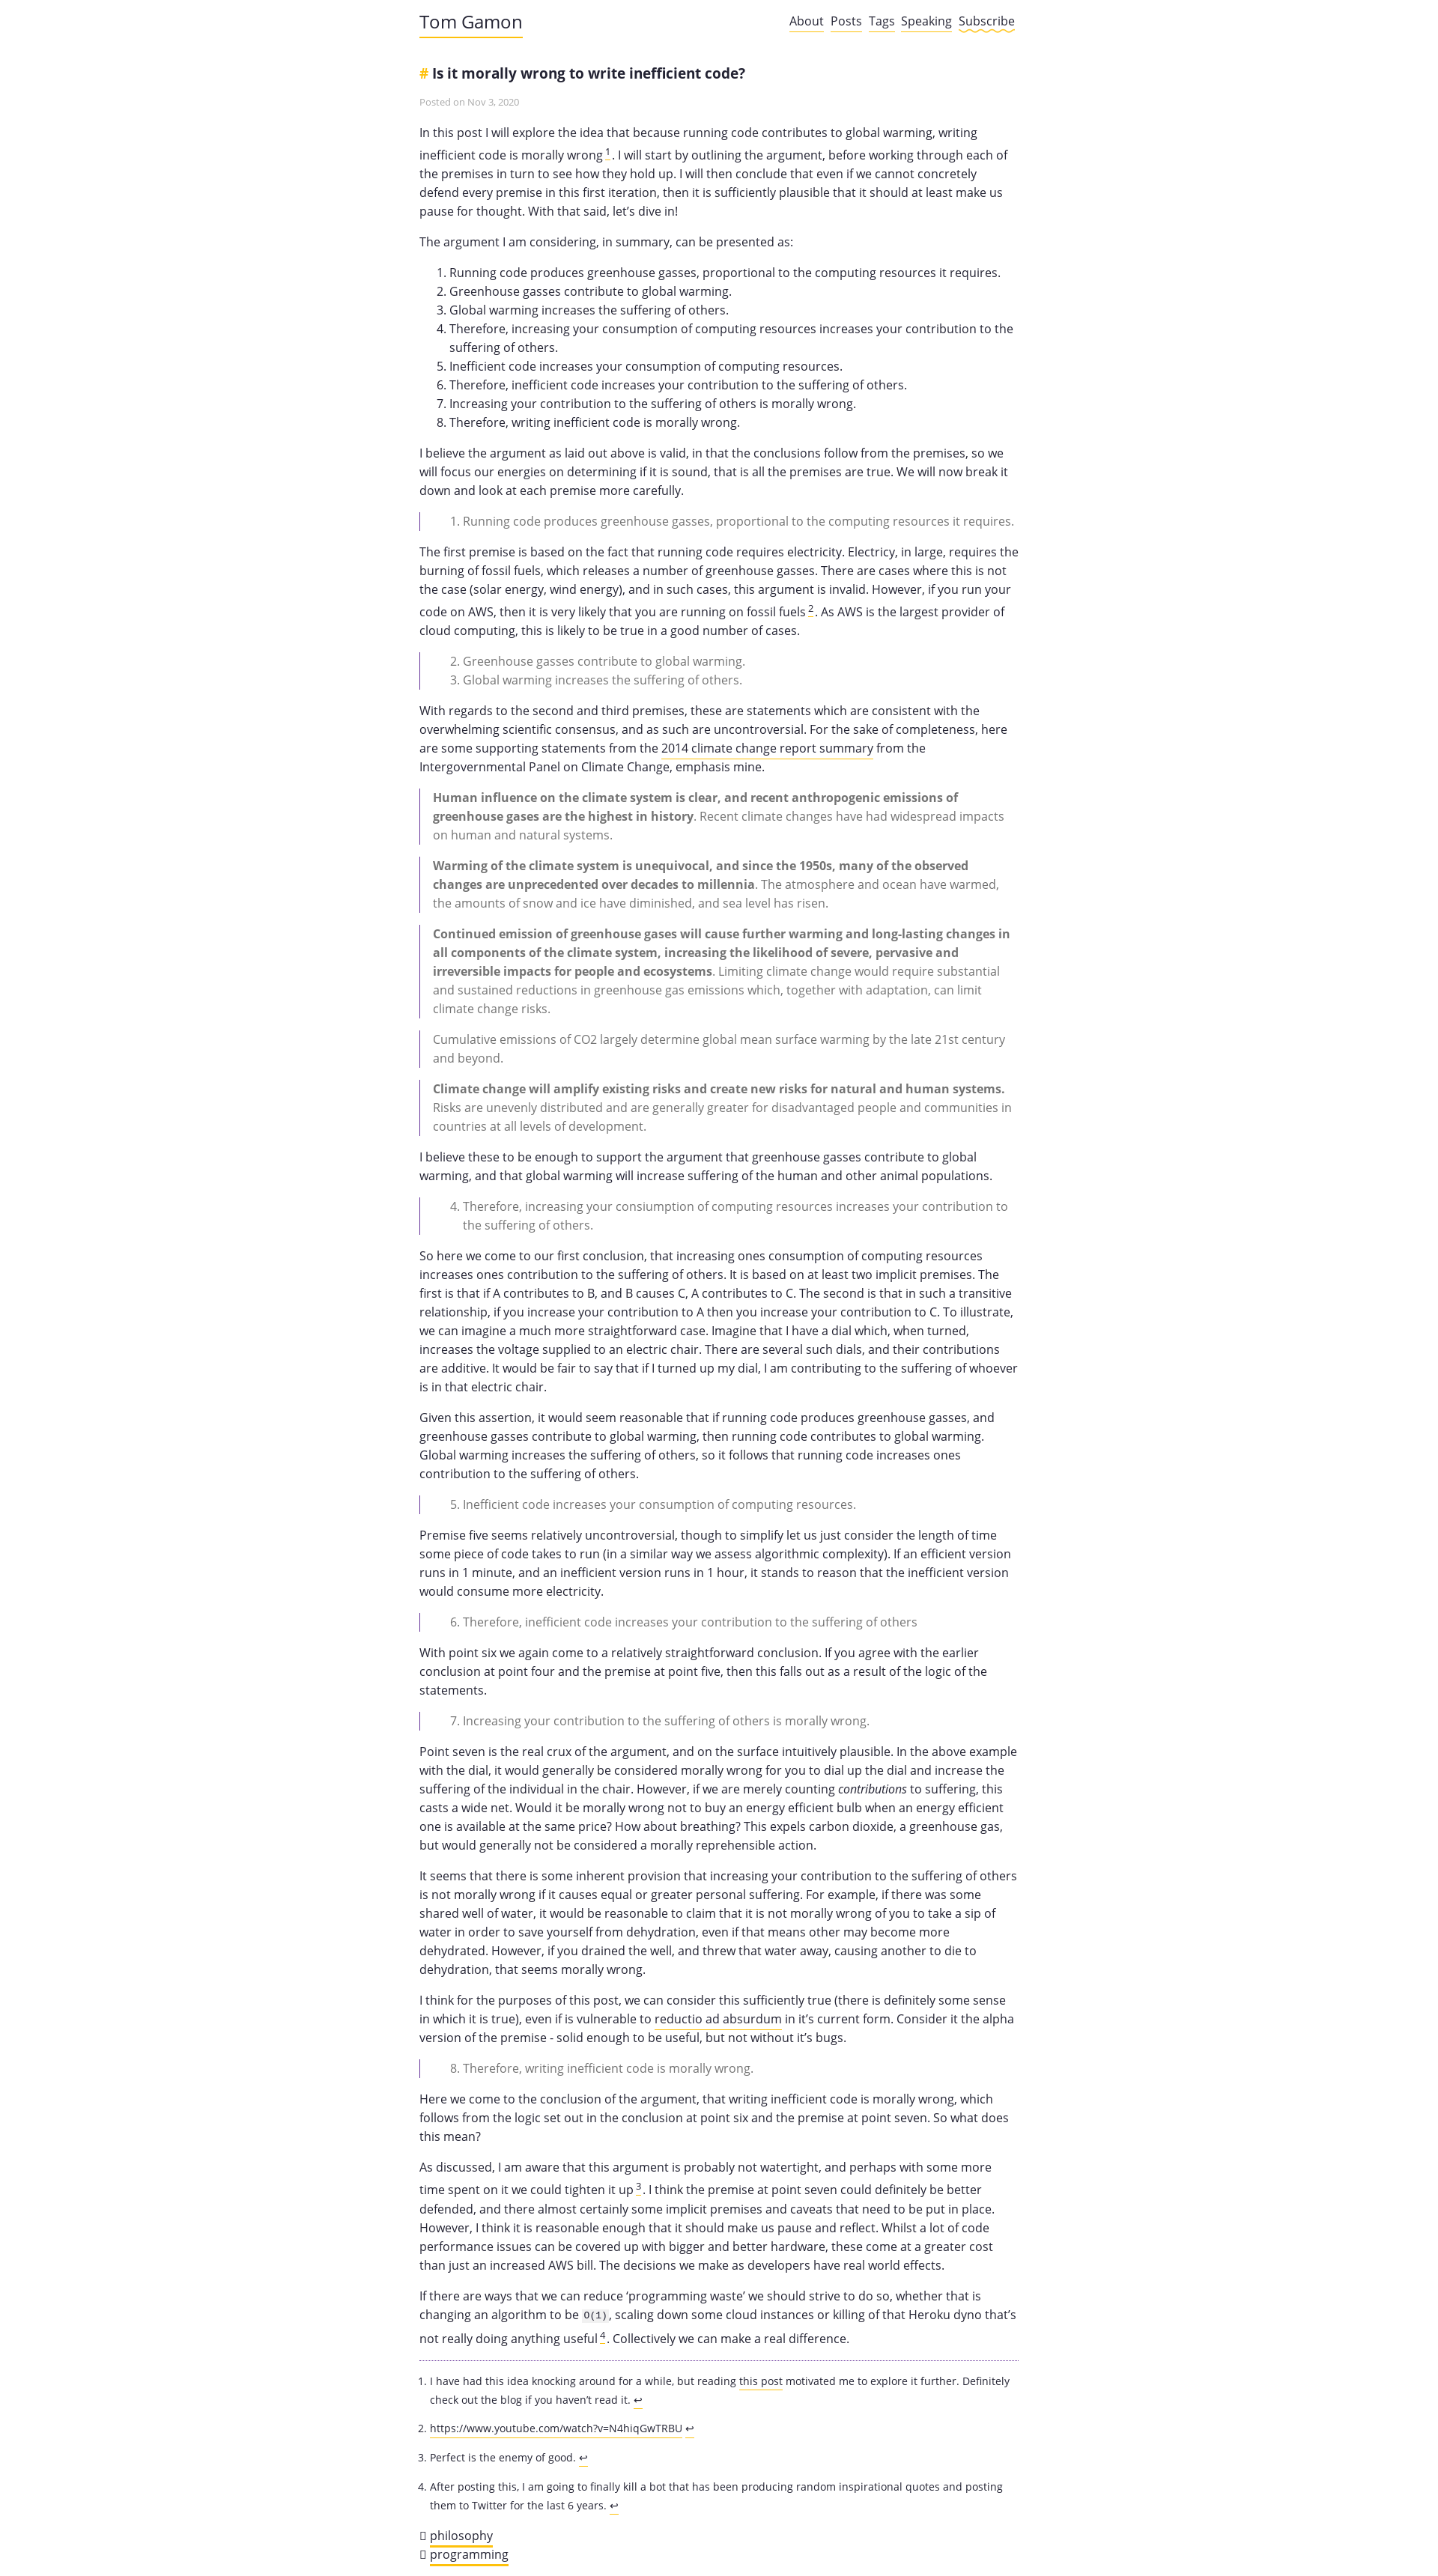 Tom Gamon
About Posts Tags Speaking Subscribe
# Is it morally wrong to write inefficient code?
Posted on Nov 3, 2020
In this post I will explore the idea that because running code contributes to global warming, writing
inefficient code is morally wrong 1. I will start by outlining the argument, before working through each of
the premises in turn to see how they hold up. I will then conclude that even if we cannot concretely
defend every premise in this first iteration, then it is sufficiently plausible that it should at least make us
pause for thought. With that said, let’s dive in!
The argument I am considering, in summary, can be presented as:
1. Running code produces greenhouse gasses, proportional to the computing resources it requires.
2. Greenhouse gasses contribute to global warming.
3. Global warming increases the suffering of others.
4. Therefore, increasing your consumption of computing resources increases your contribution to the
suffering of others.
5. Inefficient code increases your consumption of computing resources.
6. Therefore, inefficient code increases your contribution to the suffering of others.
7. Increasing your contribution to the suffering of others is morally wrong.
8. Therefore, writing inefficient code is morally wrong.
I believe the argument as laid out above is valid, in that the conclusions follow from the premises, so we
will focus our energies on determining if it is sound, that is all the premises are true. We will now break it
down and look at each premise more carefully.
1. Running code produces greenhouse gasses, proportional to the computing resources it requires.
The first premise is based on the fact that running code requires electricity. Electricy, in large, requires the
burning of fossil fuels, which releases a number of greenhouse gasses. There are cases where this is not
the case (solar energy, wind energy), and in such cases, this argument is invalid. However, if you run your
code on AWS, then it is very likely that you are running on fossil fuels 2. As AWS is the largest provider of
cloud computing, this is likely to be true in a good number of cases.
2. Greenhouse gasses contribute to global warming.
3. Global warming increases the suffering of others.
With regards to the second and third premises, these are statements which are consistent with the
overwhelming scientific consensus, and as such are uncontroversial. For the sake of completeness, here
are some supporting statements from the 2014 climate change report summary from the
Intergovernmental Panel on Climate Change, emphasis mine.
Human influence on the climate system is clear, and recent anthropogenic emissions of
greenhouse gases are the highest in history. Recent climate changes have had widespread impacts
on human and natural systems.
Warming of the climate system is unequivocal, and since the 1950s, many of the observed
changes are unprecedented over decades to millennia. The atmosphere and ocean have warmed,
the amounts of snow and ice have diminished, and sea level has risen.
Continued emission of greenhouse gases will cause further warming and long-lasting changes in
all components of the climate system, increasing the likelihood of severe, pervasive and
irreversible impacts for people and ecosystems. Limiting climate change would require substantial
and sustained reductions in greenhouse gas emissions which, together with adaptation, can limit
climate change risks.
Cumulative emissions of CO2 largely determine global mean surface warming by the late 21st century
and beyond.
Climate change will amplify existing risks and create new risks for natural and human systems.
Risks are unevenly distributed and are generally greater for disadvantaged people and communities in
countries at all levels of development.
I believe these to be enough to support the argument that greenhouse gasses contribute to global
warming, and that global warming will increase suffering of the human and other animal populations.
4. Therefore, increasing your consiumption of computing resources increases your contribution to
the suffering of others.
So here we come to our first conclusion, that increasing ones consumption of computing resources
increases ones contribution to the suffering of others. It is based on at least two implicit premises. The
first is that if A contributes to B, and B causes C, A contributes to C. The second is that in such a transitive
relationship, if you increase your contribution to A then you increase your contribution to C. To illustrate,
we can imagine a much more straightforward case. Imagine that I have a dial which, when turned,
increases the voltage supplied to an electric chair. There are several such dials, and their contributions
are additive. It would be fair to say that if I turned up my dial, I am contributing to the suffering of whoever
is in that electric chair.
Given this assertion, it would seem reasonable that if running code produces greenhouse gasses, and
greenhouse gasses contribute to global warming, then running code contributes to global warming.
Global warming increases the suffering of others, so it follows that running code increases ones
contribution to the suffering of others.
5. Inefficient code increases your consumption of computing resources.
Premise five seems relatively uncontroversial, though to simplify let us just consider the length of time
some piece of code takes to run (in a similar way we assess algorithmic complexity). If an efficient version
runs in 1 minute, and an inefficient version runs in 1 hour, it stands to reason that the inefficient version
would consume more electricity.
6. Therefore, inefficient code increases your contribution to the suffering of others
With point six we again come to a relatively straightforward conclusion. If you agree with the earlier
conclusion at point four and the premise at point five, then this falls out as a result of the logic of the
statements.
7. Increasing your contribution to the suffering of others is morally wrong.
Point seven is the real crux of the argument, and on the surface intuitively plausible. In the above example
with the dial, it would generally be considered morally wrong for you to dial up the dial and increase the
suffering of the individual in the chair. However, if we are merely counting contributions to suffering, this
casts a wide net. Would it be morally wrong not to buy an energy efficient bulb when an energy efficient
one is available at the same price? How about breathing? This expels carbon dioxide, a greenhouse gas,
but would generally not be considered a morally reprehensible action.
It seems that there is some inherent provision that increasing your contribution to the suffering of others
is not morally wrong if it causes equal or greater personal suffering. For example, if there was some
shared well of water, it would be reasonable to claim that it is not morally wrong of you to take a sip of
water in order to save yourself from dehydration, even if that means other may become more
dehydrated. However, if you drained the well, and threw that water away, causing another to die to
dehydration, that seems morally wrong.
I think for the purposes of this post, we can consider this sufficiently true (there is definitely some sense
in which it is true), even if is vulnerable to reductio ad absurdum in it’s current form. Consider it the alpha
version of the premise - solid enough to be useful, but not without it’s bugs.
8. Therefore, writing inefficient code is morally wrong.
Here we come to the conclusion of the argument, that writing inefficient code is morally wrong, which
follows from the logic set out in the conclusion at point six and the premise at point seven. So what does
this mean?
As discussed, I am aware that this argument is probably not watertight, and perhaps with some more
time spent on it we could tighten it up 3. I think the premise at point seven could definitely be better
defended, and there almost certainly some implicit premises and caveats that need to be put in place.
However, I think it is reasonable enough that it should make us pause and reflect. Whilst a lot of code
performance issues can be covered up with bigger and better hardware, these come at a greater cost
than just an increased AWS bill. The decisions we make as developers have real world effects.
If there are ways that we can reduce ‘programming waste’ we should strive to do so, whether that is
changing an algorithm to be O(1), scaling down some cloud instances or killing of that Heroku dyno that’s
not really doing anything useful 4. Collectively we can make a real difference.
1. I have had this idea knocking around for a while, but reading this post motivated me to explore it further. Definitely
check out the blog if you haven’t read it. ↩
2. https://www.youtube.com/watch?v=N4hiqGwTRBU ↩
3. Perfect is the enemy of good. ↩
4. After posting this, I am going to finally kill a bot that has been producing random inspirational quotes and posting
them to Twitter for the last 6 years. ↩
philosophy
programming